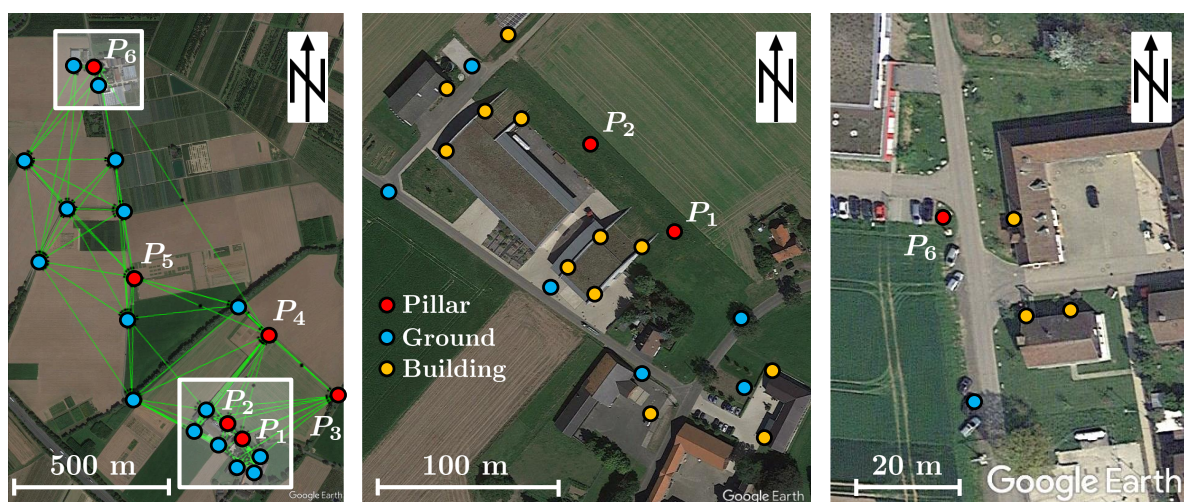 P6
P5
P4
P2
P1
P3
500 m
Google Earth
P2
P1
Pillar
Ground
Building
100 m
Google Earth
P6
20 m
Google Earth